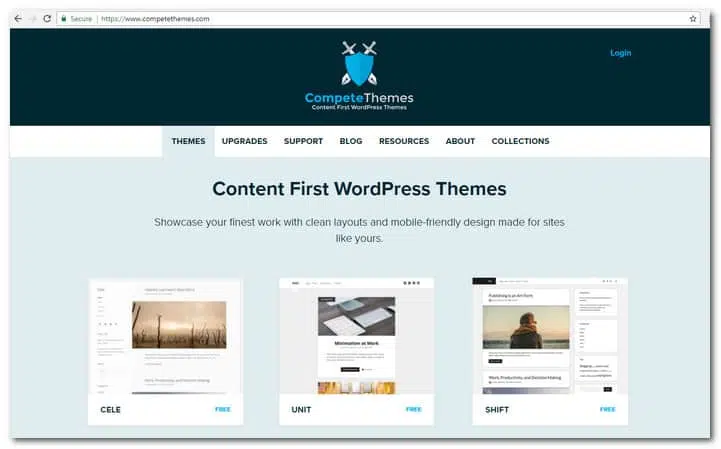 Secure
https://www.competethemes.com
Login
CompeteThemes
Content First WordPress Themes
THEMES UPGRADES SUPPORT BLOG RESOURCES ABOUT COLLECTIONS
Content First WordPress Themes
Showcase your finest work with clean layouts and mobile-friendly design made for sites
like yours.
Minimalism at Work
Publishing is an Art Form
Work, Productivity, and Decision Making
CELE FREE
UNIT FREE
SHIFT FREE